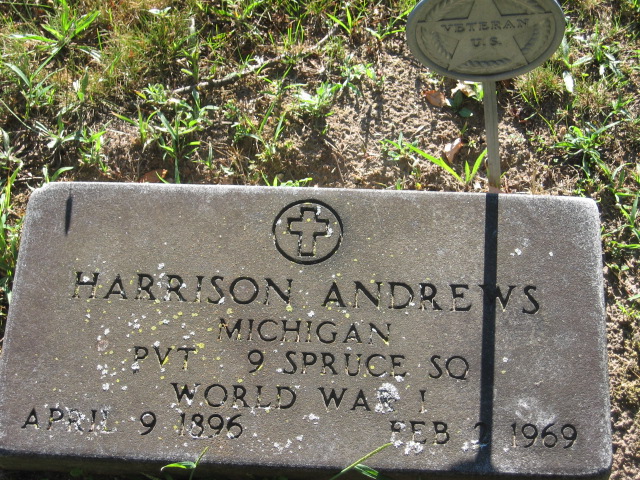 VETERAN
U.S.
HARRISON ANDREWS
MICHIGAN
PVT 9 SPRUCE SQ
WORLD WAR I
APRIL 9 1896 FEB 2 1969